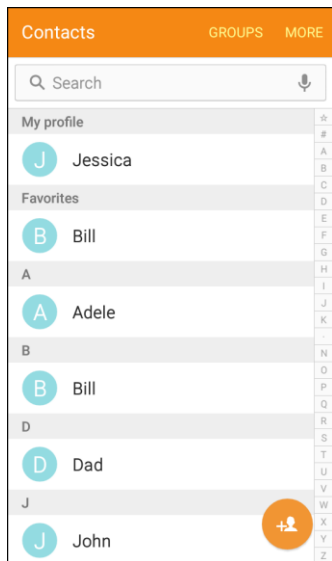 Contacts GROUPS MORE
Search
My profile
J Jessica
Favorites
B Bill
A
A Adele
B
B Bill
D
D Dad
J
J John
☆
#
A
B
C
D
E
F
G
H
I
J
K
·
N
O
P
Q
R
S
T
U
V
W
X
Y
Z